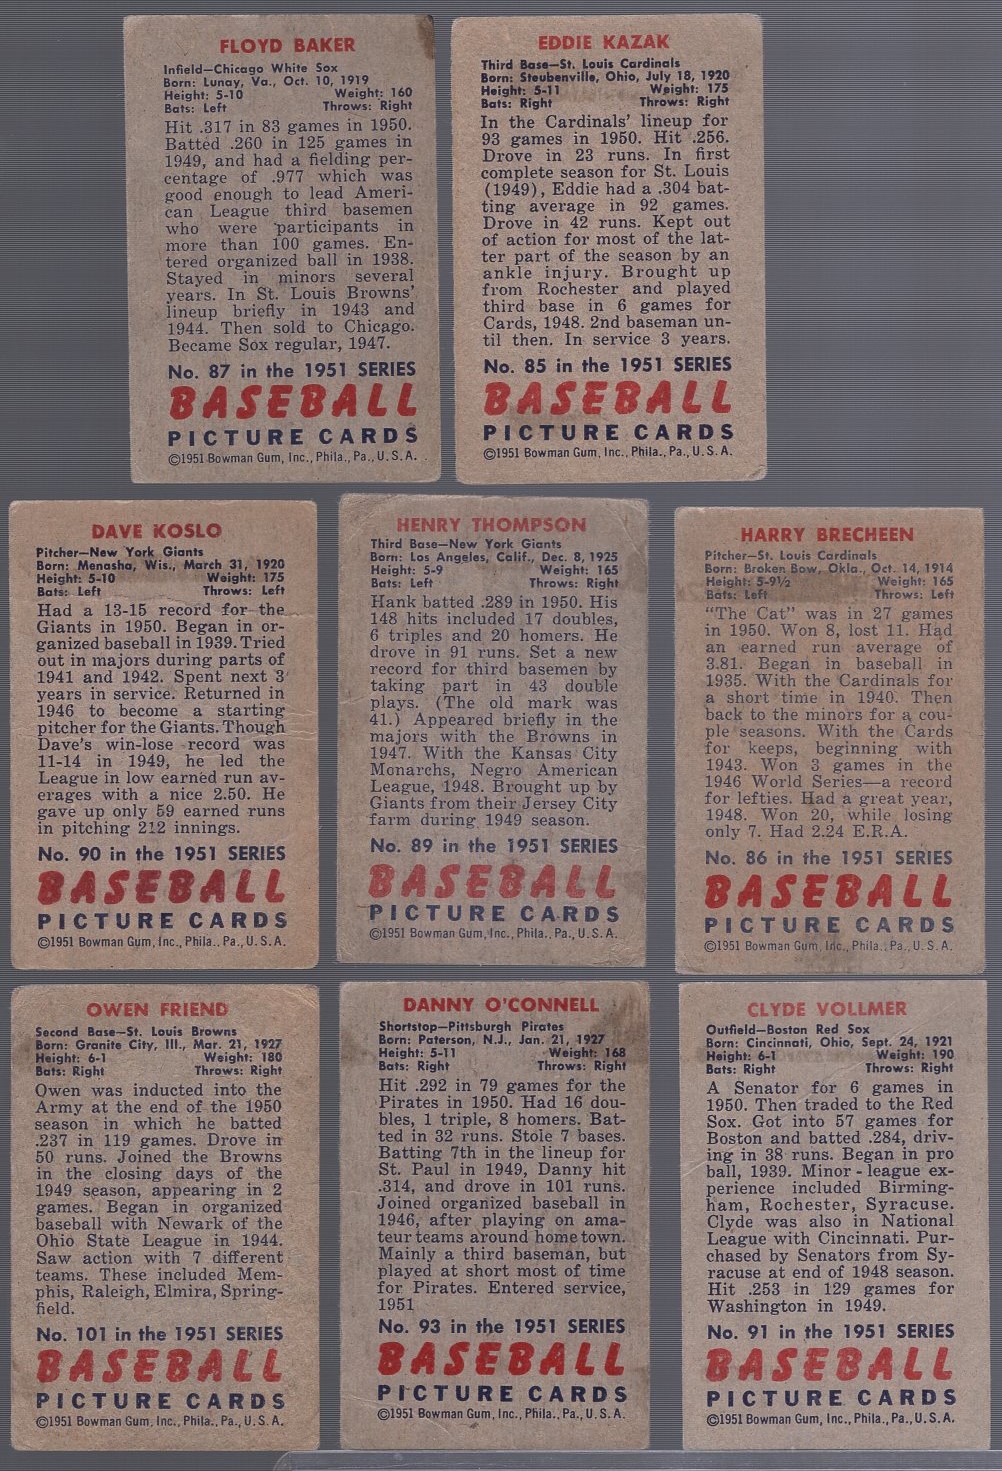 FLOYD BAKER
Infield—Chicago White Sox
Born: Lunay, Va., Oct. 10, 1919
Height: 5-10 Weight: 160
Bats: Left Throws: Right
Hit .317 in 83 games in 1950.
Batted .260 in 125 games in
1949, and had a fielding per-
centage of .977 which was
good enough to lead Ameri-
can League third basemen
who were participants in
more than 100 games. En-
tered organized ball in 1938.
Stayed in minors several
years. In St. Louis Browns'
lineup briefly in 1943 and
1944. Then sold to Chicago.
Became Sox regular, 1947.
No. 87 in the 1951 SERIES
BASEBALL
PICTURE CARDS
©1951 Bowman Gum, Inc., Phila., Pa., U.S.A.
EDDIE KAZAK
Third Base—St. Louis Cardinals
Born: Steubenville, Ohio, July 18, 1920
Height: 5-11 Weight: 175
Bats: Right Throws: Right
In the Cardinals' lineup for
93 games in 1950. Hit .256.
Drove in 23 runs. In first
complete season for St. Louis
(1949), Eddie had a .304 bat-
ting average in 92 games.
Drove in 42 runs. Kept out
of action for most of the lat-
ter part of the season by an
ankle injury. Brought up
from Rochester and played
third base in 6 games for
Cards, 1948. 2nd baseman un-
til then. In service 3 years.
No. 85 in the 1951 SERIES
BASEBALL
PICTURE CARDS
©1951 Bowman Gum, Inc., Phila., Pa., U.S.A.
DAVE KOSLO
Pitcher—New York Giants
Born: Menasha, Wis., March 31, 1920
Height: 5-10 Weight: 175
Bats: Left Throws: Left
Had a 13-15 record for the
Giants in 1950. Began in or-
ganized baseball in 1939. Tried
out in majors during parts of
1941 and 1942. Spent next 3
years in service. Returned in
1946 to become a starting
pitcher for the Giants. Though
Dave's win-lose record was
11-14 in 1949, he led the
League in low earned run av-
erages with a nice 2.50. He
gave up only 59 earned runs
in pitching 212 innings.
No. 90 in the 1951 SERIES
BASEBALL
PICTURE CARDS
©1951 Bowman Gum, Inc., Phila., Pa., U.S.A.
HENRY THOMPSON
Third Base—New York Giants
Born: Los Angeles, Calif., Dec. 8, 1925
Height: 5-9 Weight: 165
Bats: Left Throws: Right
Hank batted .289 in 1950. His
148 hits included 17 doubles,
6 triples and 20 homers. He
drove in 91 runs. Set a new
record for third basemen by
taking part in 43 double
plays. (The old mark was
41.) Appeared briefly in the
majors with the Browns in
1947. With the Kansas City
Monarchs, Negro American
League, 1948. Brought up by
Giants from their Jersey City
farm during 1949 season.
No. 89 in the 1951 SERIES
BASEBALL
PICTURE CARDS
©1951 Bowman Gum, Inc., Phila., Pa., U.S.A.
HARRY BRECHEEN
Pitcher—St. Louis Cardinals
Born: Broken Bow, Okla., Oct. 14, 1914
Height: 5-9½ Weight: 165
Bats: Left Throws: Left
"The Cat" was in 27 games
in 1950. Won 8, lost 11. Had
an earned run average of
3.81. Began in baseball in
1935. With the Cardinals for
a short time in 1940. Then
back to the minors for a cou-
ple seasons. With the Cards
for keeps, beginning with
1943. Won 3 games in the
1946 World Series—a record
for lefties. Had a great year,
1948. Won 20, while losing
only 7. Had 2.24 E.R.A.
No. 86 in the 1951 SERIES
BASEBALL
PICTURE CARDS
©1951 Bowman Gum, Inc., Phila., Pa., U.S.A.
OWEN FRIEND
Second Base—St. Louis Browns
Born: Granite City, Ill., Mar. 21, 1927
Height: 6-1 Weight: 180
Bats: Right Throws: Right
Owen was inducted into the
Army at the end of the 1950
season in which he batted
.237 in 119 games. Drove in
50 runs. Joined the Browns
in the closing days of the
1949 season, appearing in 2
games. Began in organized
baseball with Newark of the
Ohio State League in 1944.
Saw action with 7 different
teams. These included Mem-
phis, Raleigh, Elmira, Spring-
field.
No. 101 in the 1951 SERIES
BASEBALL
PICTURE CARDS
©1951 Bowman Gum, Inc., Phila., Pa., U.S.A.
DANNY O'CONNELL
Shortstop—Pittsburgh Pirates
Born: Paterson, N.J., Jan. 21, 1927
Height: 5-11 Weight: 168
Bats: Right Throws: Right
Hit .292 in 79 games for the
Pirates in 1950. Had 16 dou-
bles, 1 triple, 8 homers. Bat-
ted in 32 runs. Stole 7 bases.
Batting 7th in the lineup for
St. Paul in 1949, Danny hit
.314, and drove in 101 runs.
Joined organized baseball in
1946, after playing on ama-
teur teams around home town.
Mainly a third baseman, but
played at short most of time
for Pirates. Entered service,
1951
No. 93 in the 1951 SERIES
BASEBALL
PICTURE CARDS
©1951 Bowman Gum, Inc., Phila., Pa., U.S.A.
CLYDE VOLLMER
Outfield—Boston Red Sox
Born: Cincinnati, Ohio, Sept. 24, 1921
Height: 6-1 Weight: 190
Bats: Right Throws: Right
A Senator for 6 games in
1950. Then traded to the Red
Sox. Got into 57 games for
Boston and batted .284, driv-
ing in 38 runs. Began in pro
ball, 1939. Minor-league ex-
perience included Birming-
ham, Rochester, Syracuse.
Clyde was also in National
League with Cincinnati. Pur-
chased by Senators from Sy-
racuse at end of 1948 season.
Hit .253 in 129 games for
Washington in 1949.
No. 91 in the 1951 SERIES
BASEBALL
PICTURE CARDS
©1951 Bowman Gum, Inc., Phila., Pa., U.S.A.